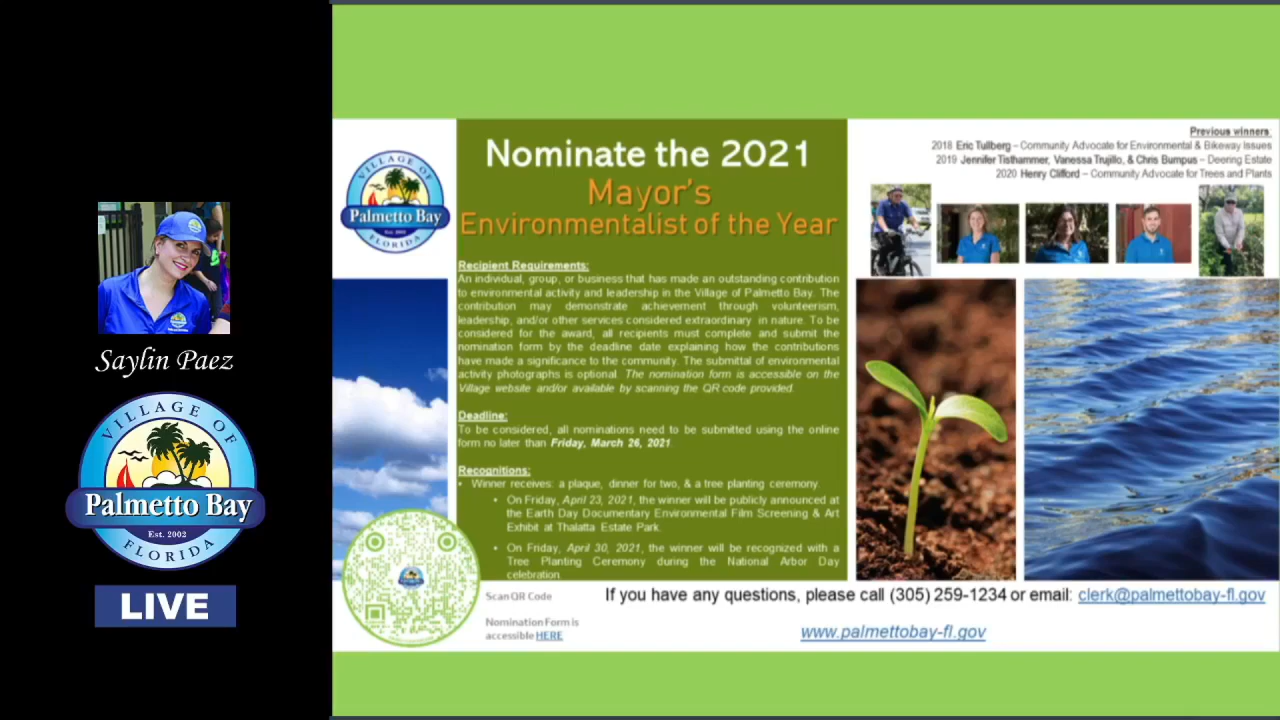 Saylin Paez
VILLAGE OF
Palmetto Bay
Est. 2002
FLORIDA
LIVE
VILLAGE OF
Palmetto Bay
Est. 2002
FLORIDA
Nominate the 2021
Mayor's
Environmentalist of the Year
Recipient Requirements:
An individual, group, or business that has made an outstanding contribution
to environmental activity and leadership in the Village of Palmetto Bay. The
contribution may demonstrate achievement through volunteerism,
leadership, and/or other services considered extraordinary in nature. To be
considered for the award, all recipients must complete and submit the
nomination form by the deadline date explaining how the contributions
have made a significance to the community. The submittal of environmental
activity photographs is optional. The nomination form is accessible on the
Village website and/or available by scanning the QR code provided.
Deadline:
To be considered, all nominations need to be submitted using the online
form no later than Friday, March 26, 2021.
Recognitions:
• Winner receives: a plaque, dinner for two, & a tree planting ceremony.
• On Friday, April 23, 2021, the winner will be publicly announced at
the Earth Day Documentary Environmental Film Screening & Art
Exhibit at Thalatta Estate Park.
• On Friday, April 30, 2021, the winner will be recognized with a
Tree Planting Ceremony during the National Arbor Day
celebration.
Previous winners:
2018 Eric Tullberg – Community Advocate for Environmental & Bikeway Issues
2019 Jennifer Tisthammer, Vanessa Trujillo, & Chris Bumpus – Deering Estate
2020 Henry Clifford – Community Advocate for Trees and Plants
Scan QR Code
Nomination Form is
accessible HERE
If you have any questions, please call (305) 259-1234 or email: clerk@palmettobay-fl.gov
www.palmettobay-fl.gov